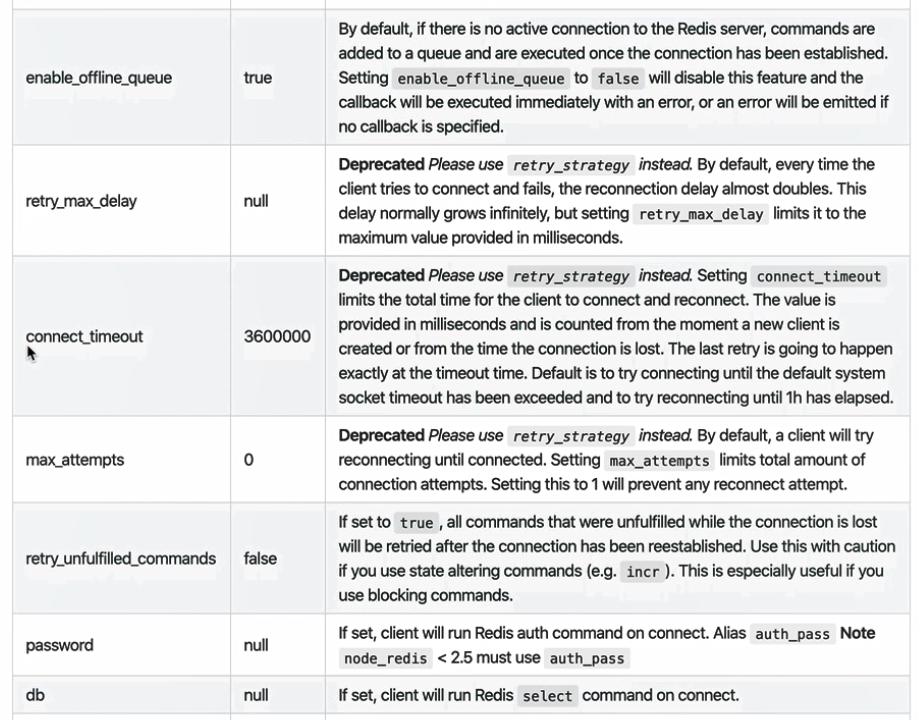 By default, if there is no active connection to the Redis server, commands are
added to a queue and are executed once the connection has been established.
enable_offline_queue true Setting enable_offline_queue to false will disable this feature and the
callback will be executed immediately with an error, or an error will be emitted if
no callback is specified.
Deprecated Please use retry_strategy instead. By default, every time the
client tries to connect and fails, the reconnection delay almost doubles. This
retry_max_delay null
delay normally grows infinitely, but setting retry_max_delay limits it to the
maximum value provided in milliseconds.
Deprecated Please use retry_strategy instead. Setting connect_timeout
limits the total time for the client to connect and reconnect. The value is
provided in milliseconds and is counted from the moment a new client is
connect_timeout 3600000
created or from the time the connection is lost. The last retry is going to happen
exactly at the timeout time. Default is to try connecting until the default system
socket timeout has been exceeded and to try reconnecting until 1h has elapsed.
Deprecated Please use retry_strategy instead. By default, a client will try
max_attempts 0 reconnecting until connected. Setting max_attempts limits total amount of
connection attempts. Setting this to 1 will prevent any reconnect attempt.
If set to true , all commands that were unfulfilled while the connection is lost
will be retried after the connection has been reestablished. Use this with caution
retry_unfulfilled_commands false
if you use state altering commands (e.g. incr ). This is especially useful if you
use blocking commands.
If set, client will run Redis auth command on connect. Alias auth_pass Note
password null
node_redis < 2.5 must use auth_pass
db null If set, client will run Redis select command on connect.